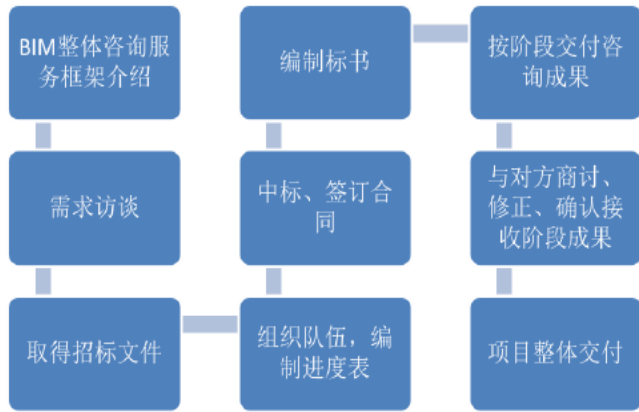 BIM整体咨询服
务框架介绍
需求访谈
取得招标文件
组织队伍，编
制进度表
中标、签订合
同
编制标书
按阶段交付咨
询成果
与对方商讨、
修正、确认接
收阶段成果
项目整体交付